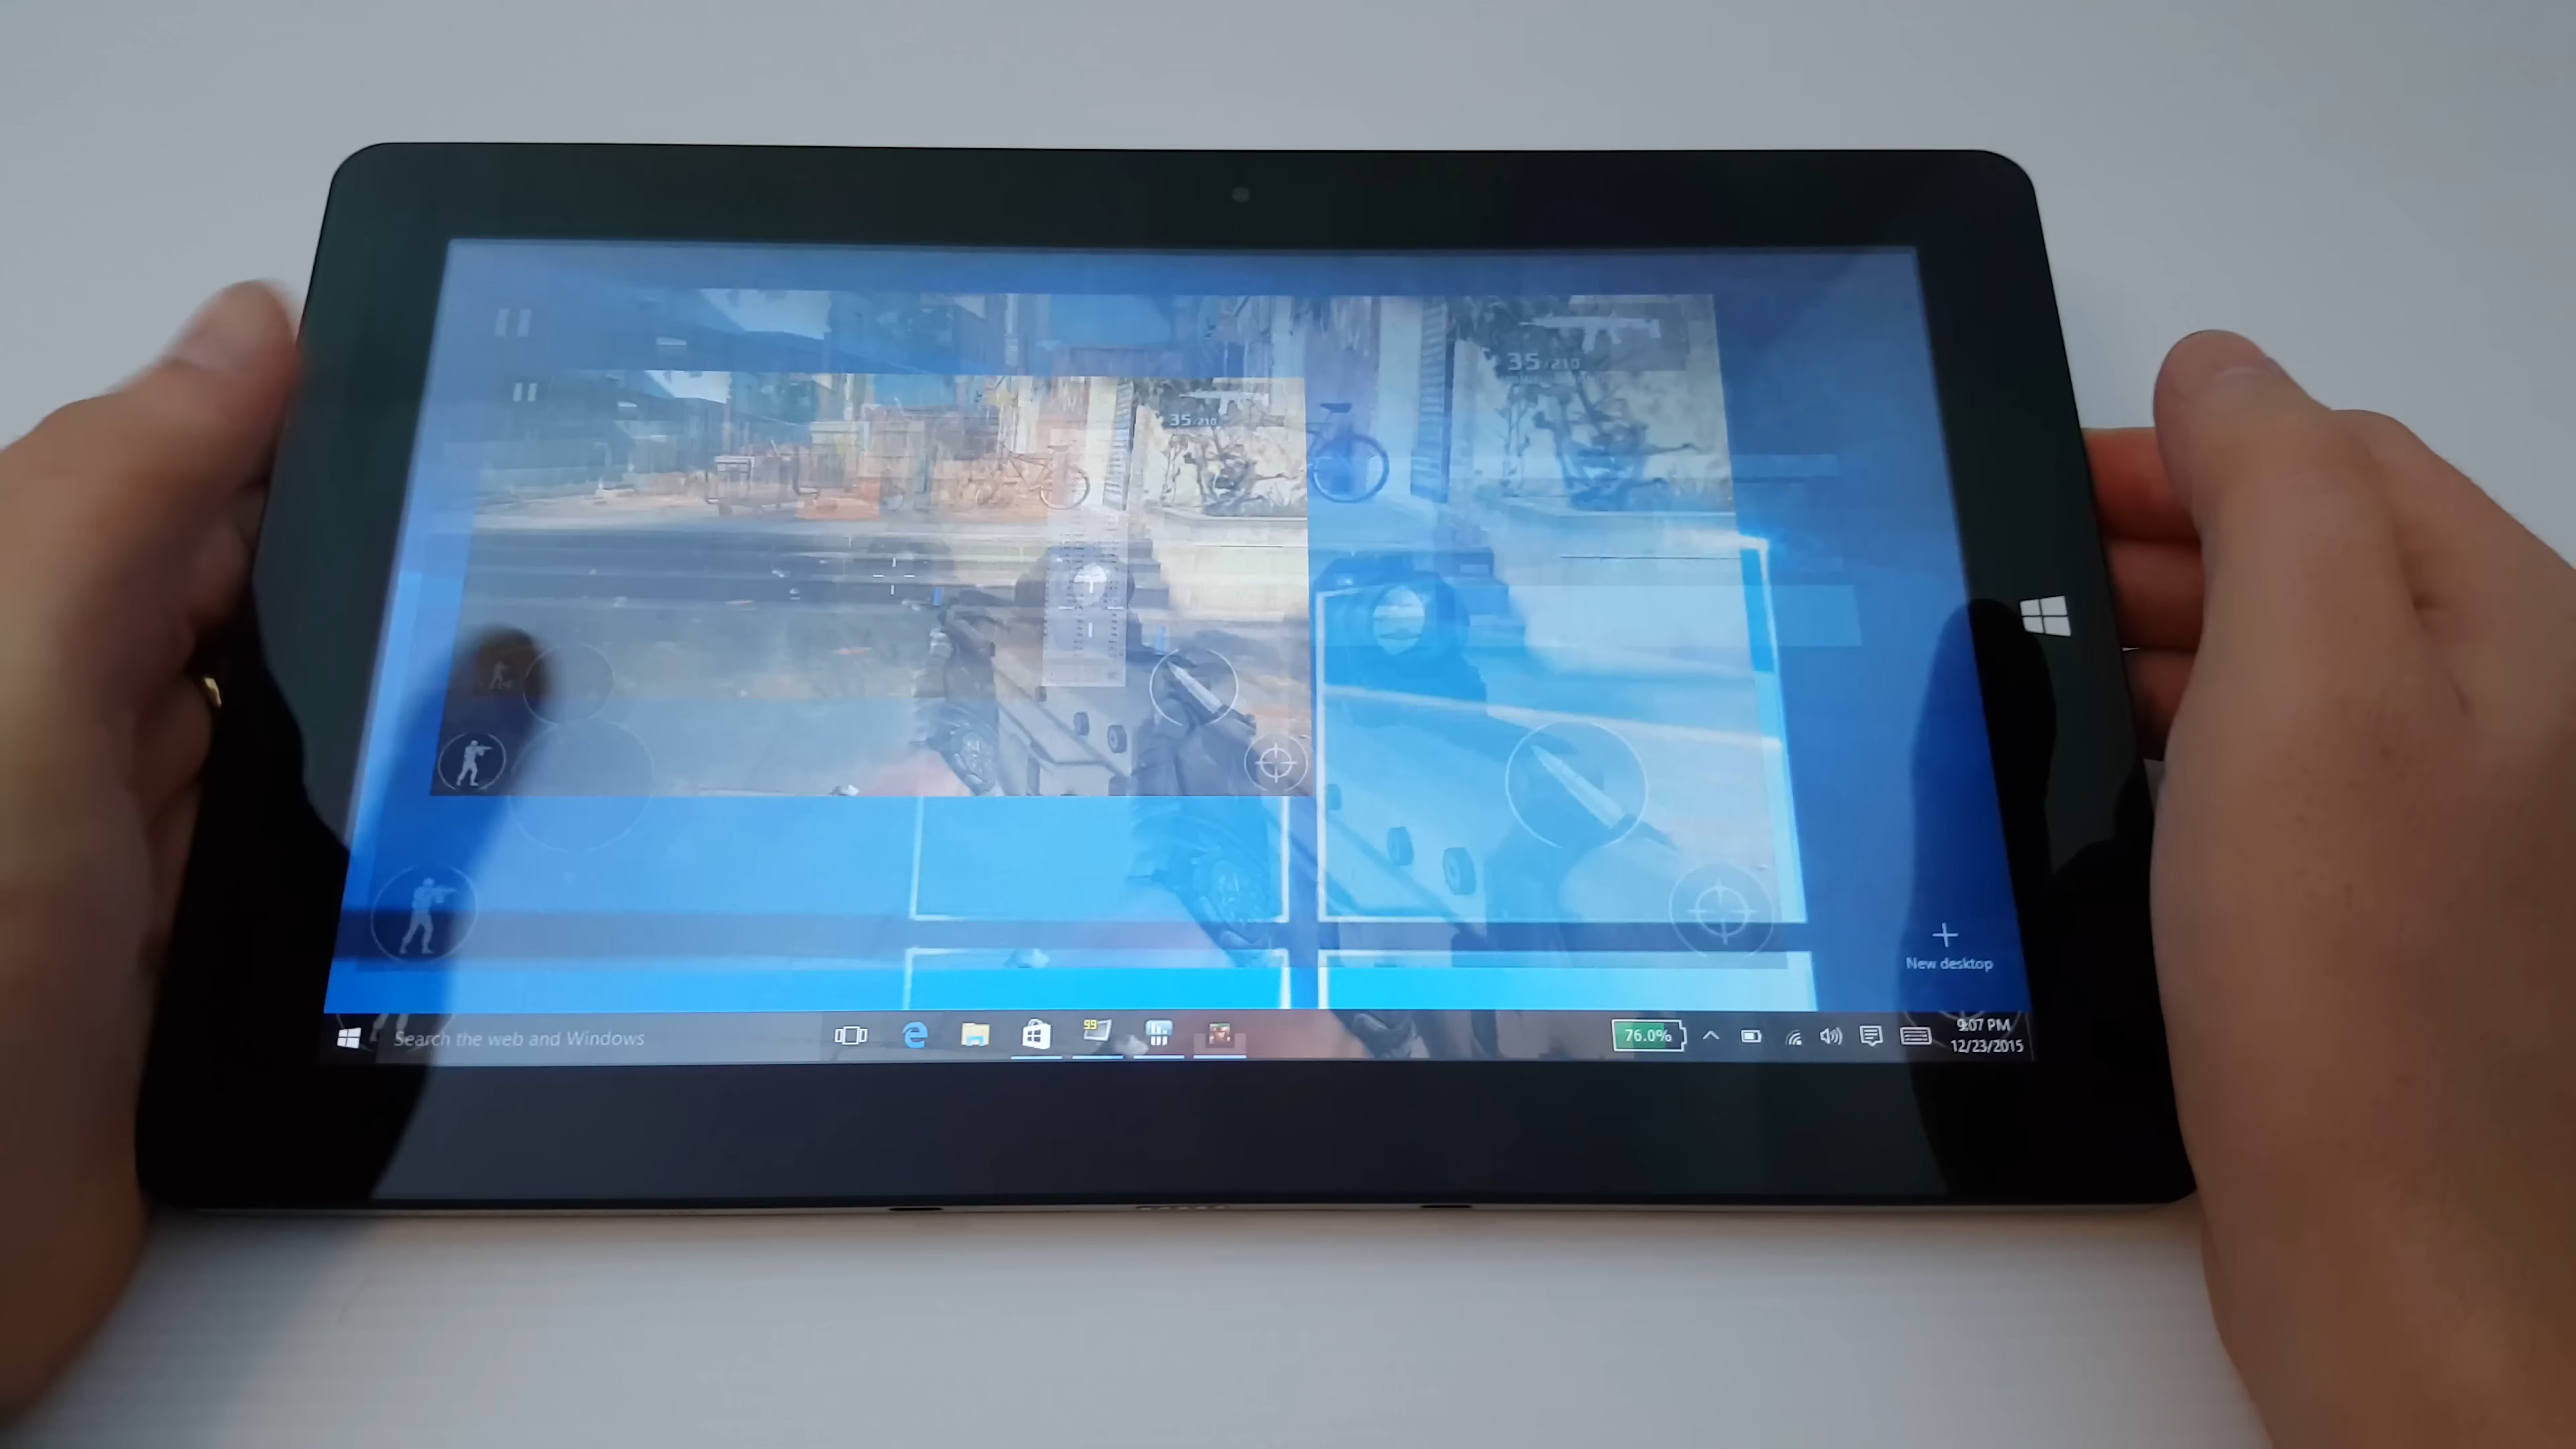 35/210
35/210
New desktop
Search the web and Windows
99
76.0%
9:07 PM
12/23/2015